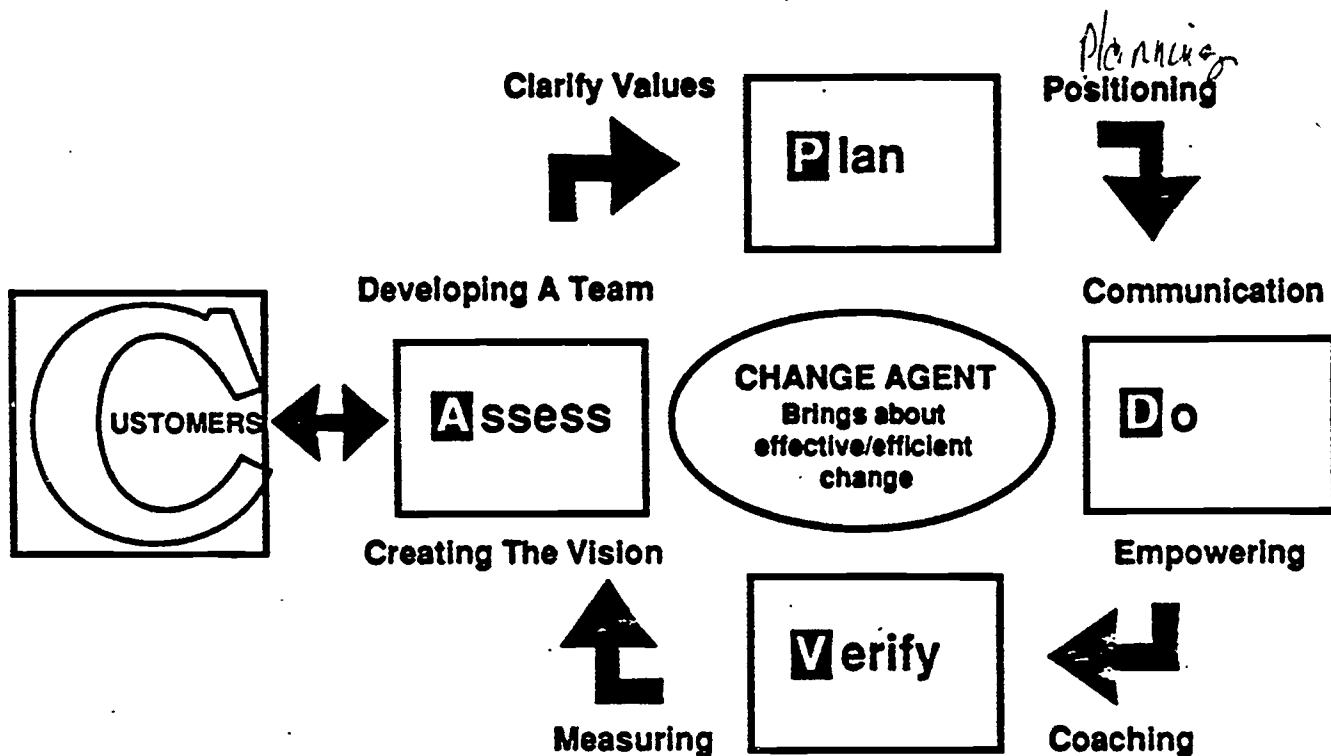 Planning
Clarify Values
Positioning
Plan
Developing A Team
Communication
CUSTOMERS
Assess
CHANGE AGENT
Brings about
effective/efficient
change
Do
Creating The Vision
Empowering
Verify
Measuring
Coaching